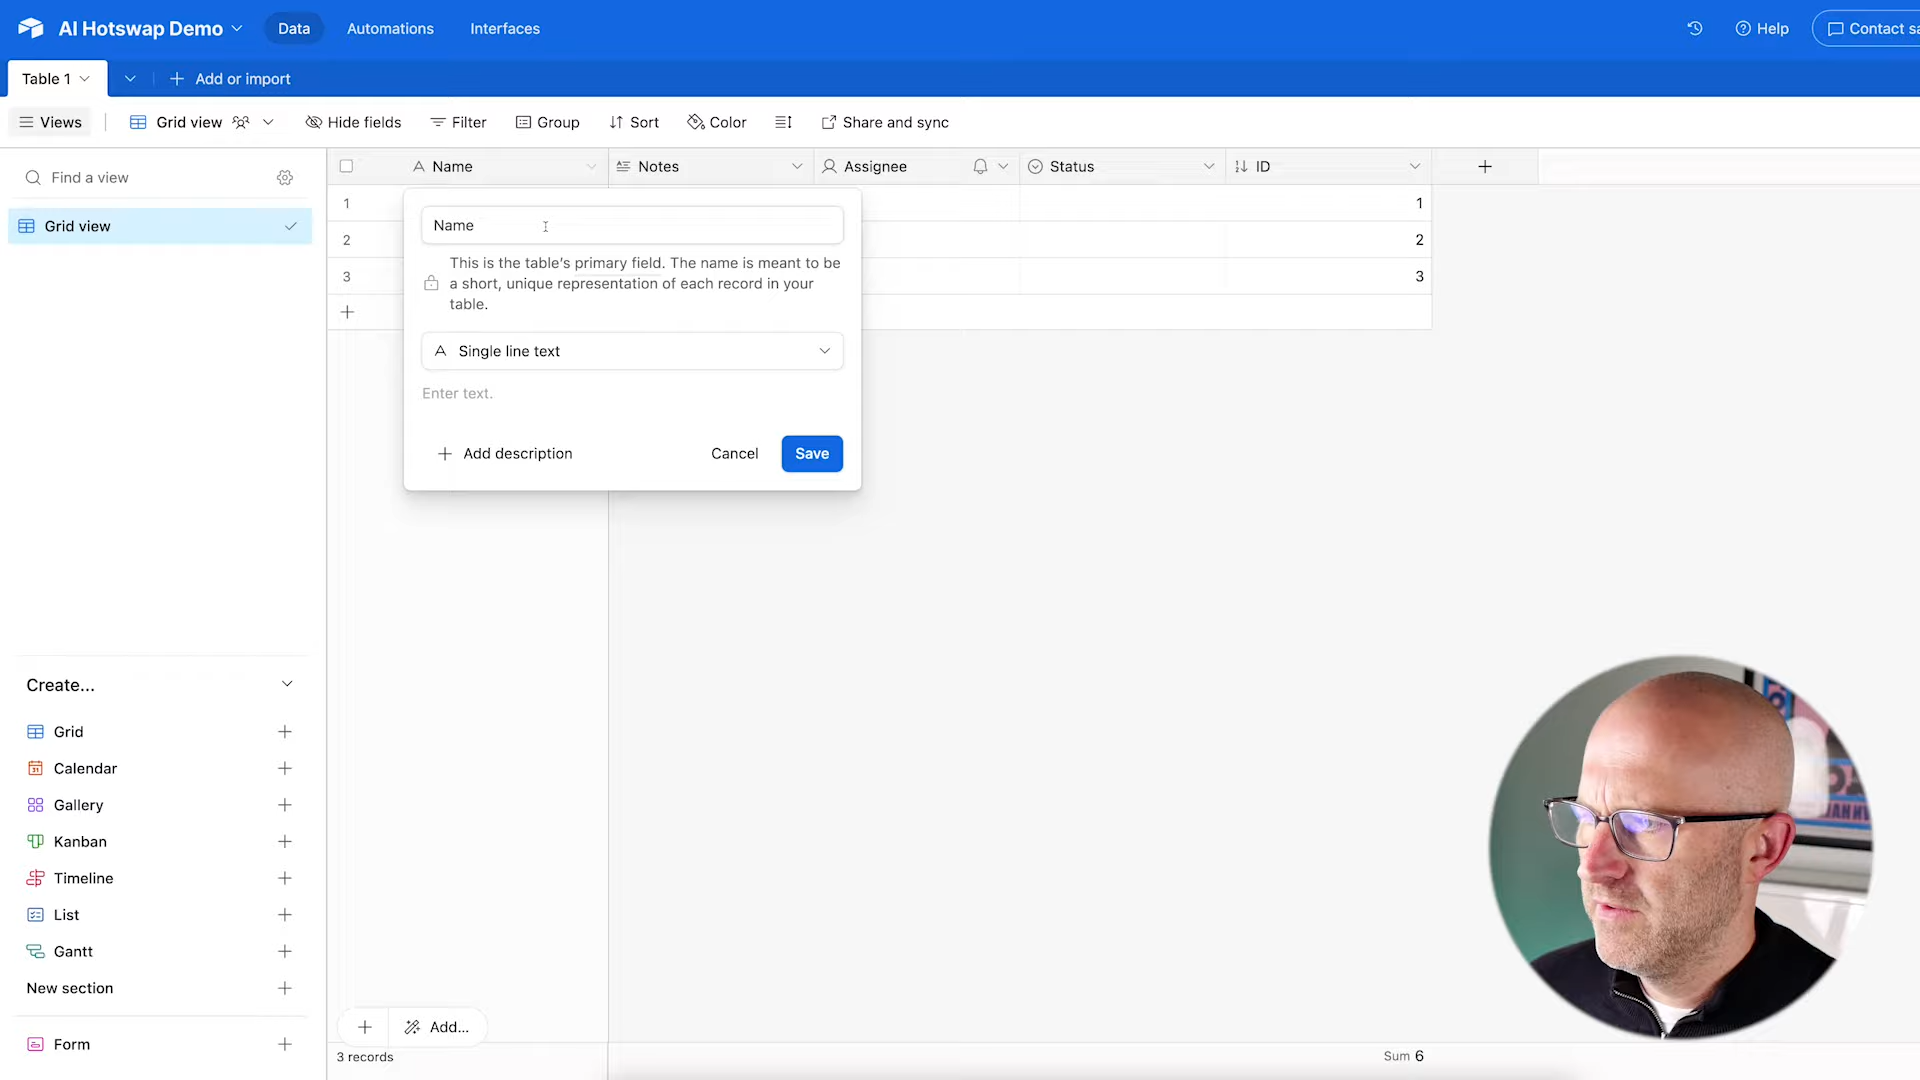 AI Hotswap Demo
Data
Automations
Interfaces
Help
Contact sa
Table 1
Add or import
Views
Grid view
Hide fields
Filter
Group
Sort
Color
Share and sync
Find a view
Grid view
Name
Notes
Assignee
Status
ID
1
2
3
1
2
3
Name
This is the table's primary field. The name is meant to be
a short, unique representation of each record in your
table.
Single line text
Enter text.
Add description
Cancel
Save
Create...
Grid
31
Calendar
Gallery
Kanban
Timeline
List
Gantt
New section
Form
Add...
3 records
Sum 6